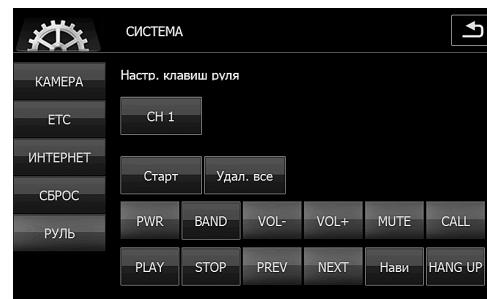 СИСТЕМА
КАМЕРА
ETC
ИНТЕРНЕТ
СБРОС
РУЛЬ
Настр. клавиш руля
CH 1
Старт Удал. все
PWR BAND VOL- VOL+ MUTE CALL
PLAY STOP PREV NEXT Нави HANG UP